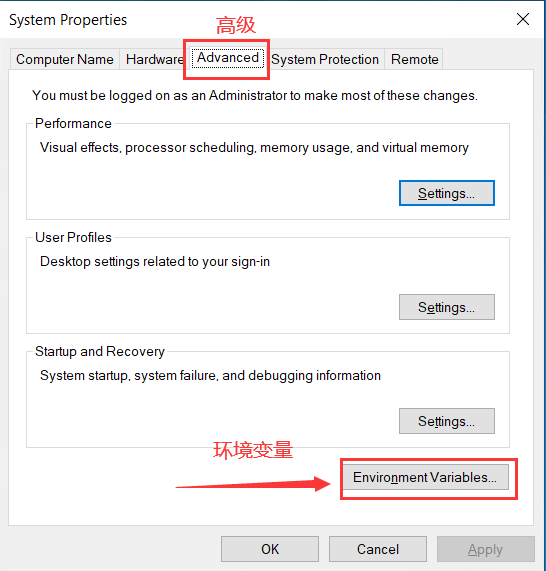 System Properties
高级
Computer Name Hardware Advanced System Protection Remote
You must be logged on as an Administrator to make most of these changes.
Performance
Visual effects, processor scheduling, memory usage, and virtual memory
Settings...
User Profiles
Desktop settings related to your sign-in
Settings...
Startup and Recovery
System startup, system failure, and debugging information
Settings...
环境变量
Environment Variables...
OK Cancel Apply